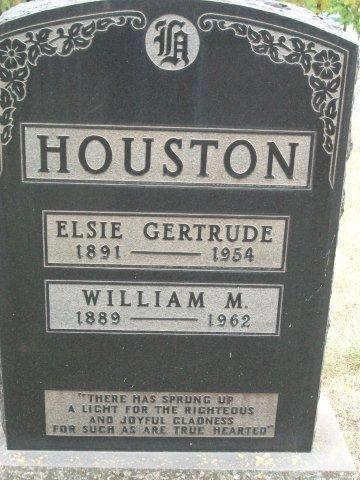 H
HOUSTON
ELSIE GERTRUDE
1891 — 1954
WILLIAM M.
1889 — 1962
"THERE HAS SPRUNG UP
A LIGHT FOR THE RIGHTEOUS
AND JOYFUL GLADNESS
FOR SUCH AS ARE TRUE HEARTED"